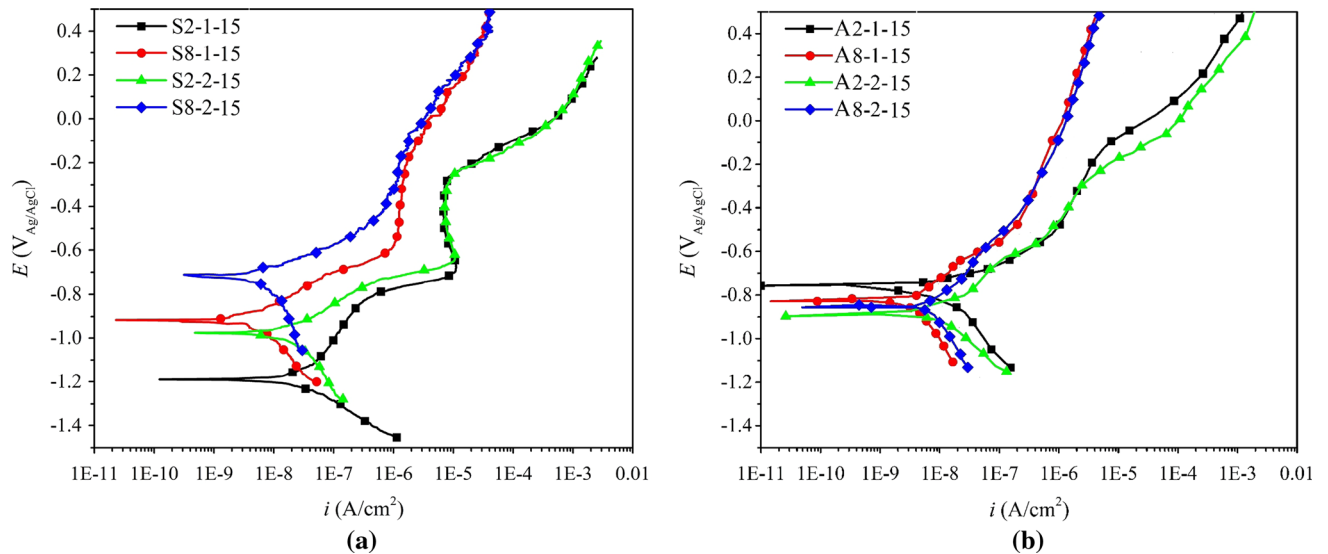 S2-1-15
S8-1-15
S2-2-15
S8-2-15
0.4
0.2
0.0
-0.2
-0.4
-0.6
-0.8
-1.0
-1.2
-1.4
E (V_Ag/AgCl)
1E-11 1E-10 1E-9 1E-8 1E-7 1E-6 1E-5 1E-4 1E-3 0.01
i (A/cm²)
(a)
A2-1-15
A8-1-15
A2-2-15
A8-2-15
0.4
0.2
0.0
-0.2
-0.4
-0.6
-0.8
-1.0
-1.2
-1.4
E (V_Ag/AgCl)
1E-11 1E-10 1E-9 1E-8 1E-7 1E-6 1E-5 1E-4 1E-3 0.01
i (A/cm²)
(b)